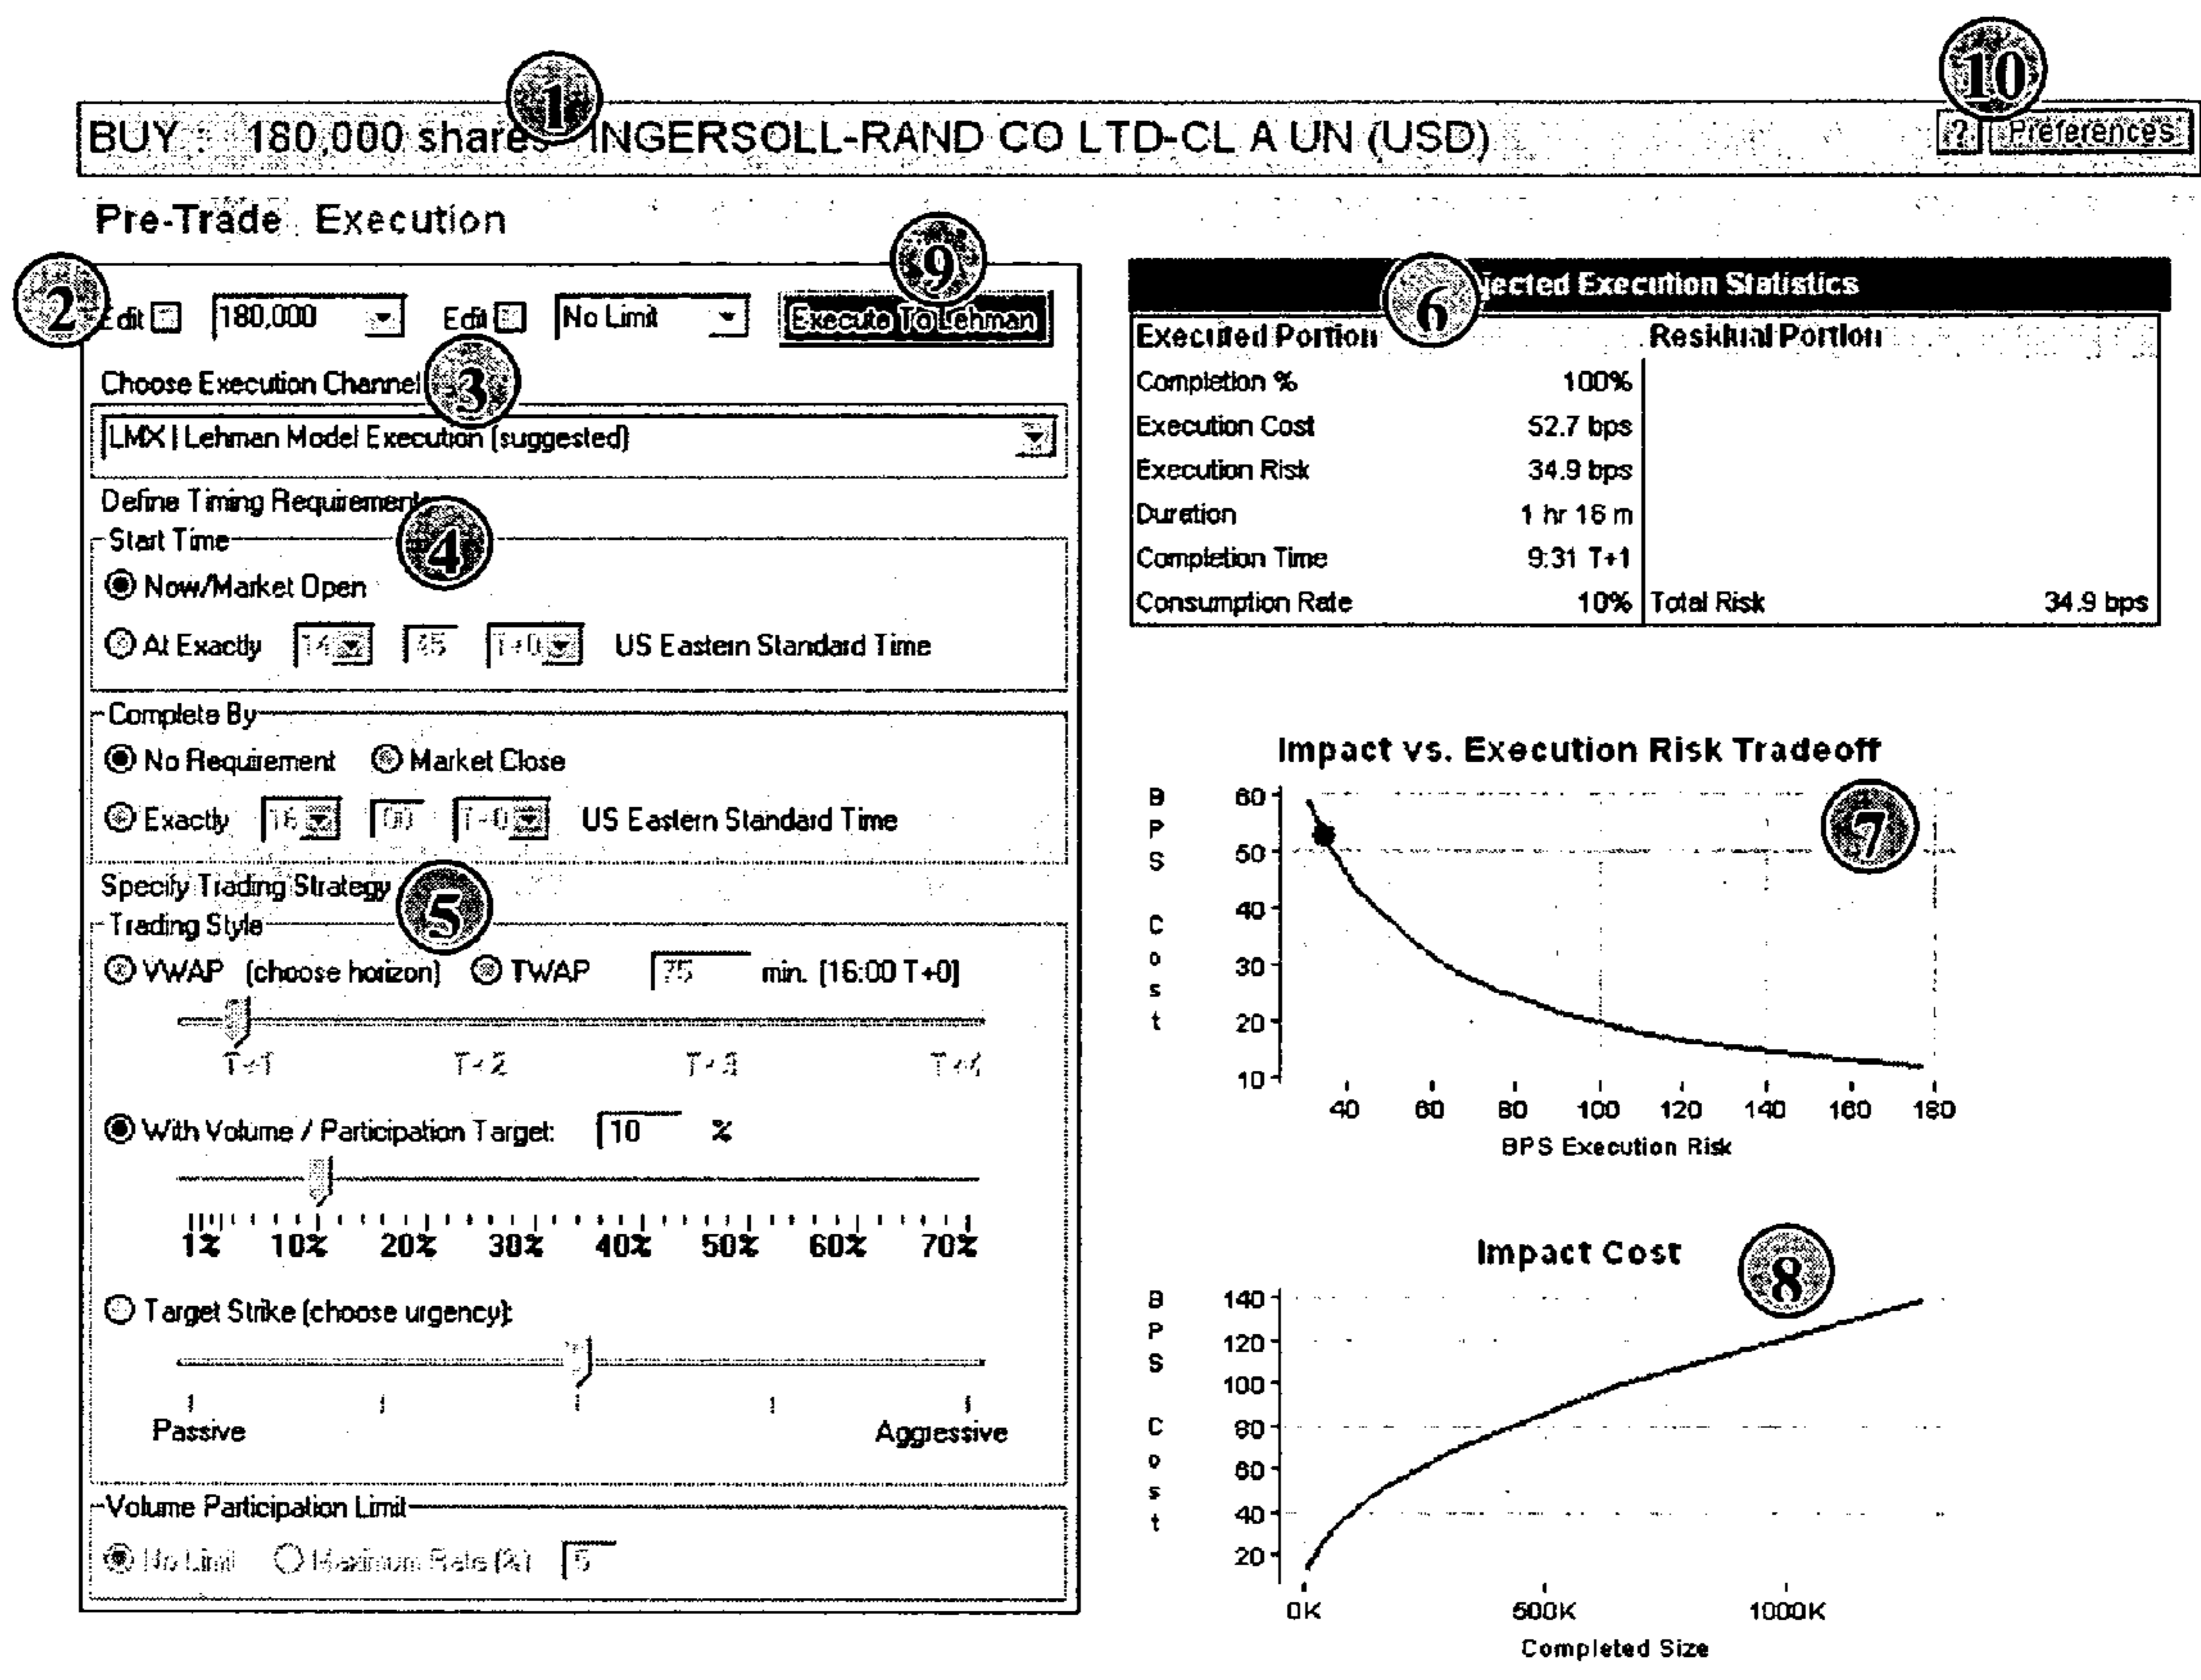 10
1
BUY : 180,000 shares INGERSOLL-RAND CO LTD-CL A UN (USD)
? Preferences
Pre-Trade Execution
9
2
Edit 180,000 Edit No Limit Execute To Lehman
3
Choose Execution Channel
LMX | Lehman Model Execution (suggested)
Define Timing Requirements
4
Start Time
Now/Market Open
At Exactly 14 45 T+0 US Eastern Standard Time
Complete By
No Requirement Market Close
Exactly 16 00 T+0 US Eastern Standard Time
Specify Trading Strategy
5
Trading Style
VWAP (choose horizon) TWAP 75 min. [16:00 T+0]
T+1 T+2 T+3 T+4
With Volume / Participation Target: 10 %
1% 10% 20% 30% 40% 50% 60% 70%
Target Strike (choose urgency):
Passive Aggressive
Volume Participation Limit
No Limit Maximum Rate (%) 5
6
jected Execution Statistics
Executed Portion Residual Portion
Completion % 100%
Execution Cost 52.7 bps
Execution Risk 34.9 bps
Duration 1 hr 16 m
Completion Time 9:31 T+1
Consumption Rate 10% Total Risk 34.9 bps
Impact vs. Execution Risk Tradeoff
7
BPS Cost
60
50
40
30
20
10
40 60 80 100 120 140 160 180
BPS Execution Risk
Impact Cost
8
BPS Cost
140
120
100
80
60
40
20
0K 500K 1000K
Completed Size